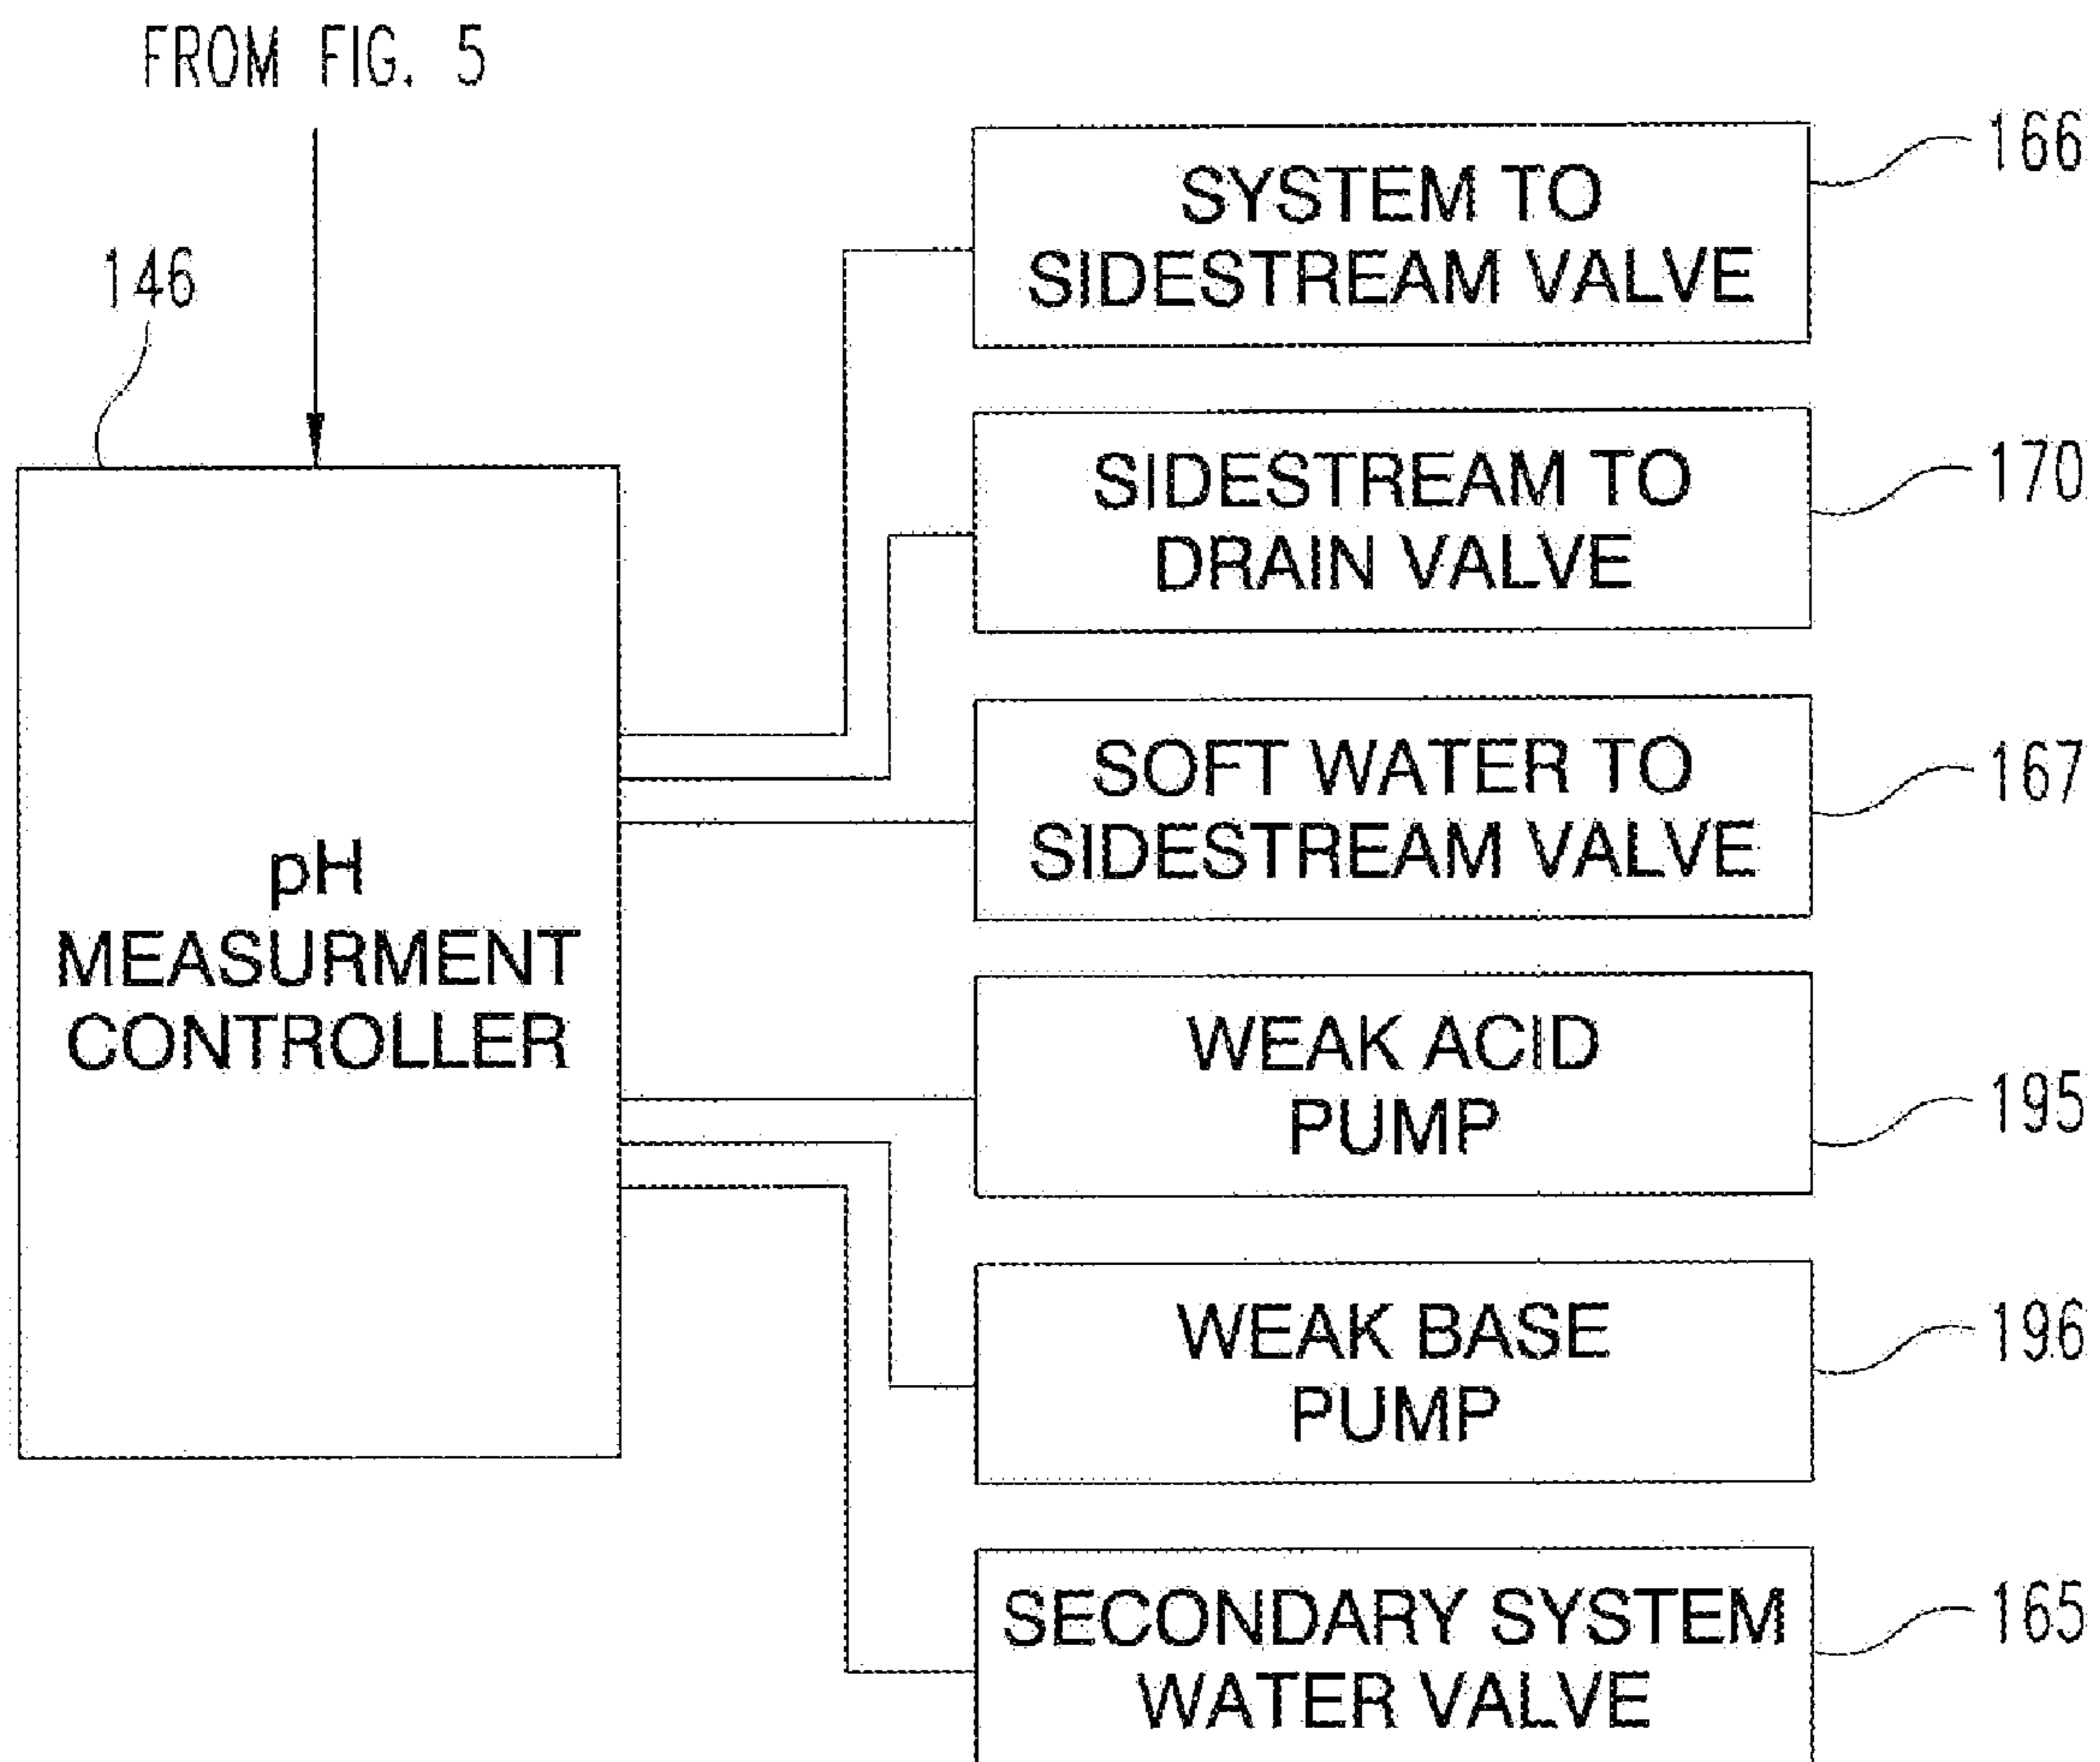 FROM FIG. 5
146
pH
MEASURMENT
CONTROLLER
SYSTEM TO
SIDESTREAM VALVE
166
SIDESTREAM TO
DRAIN VALVE
170
SOFT WATER TO
SIDESTREAM VALVE
167
WEAK ACID
PUMP
195
WEAK BASE
PUMP
196
SECONDARY SYSTEM
WATER VALVE
165